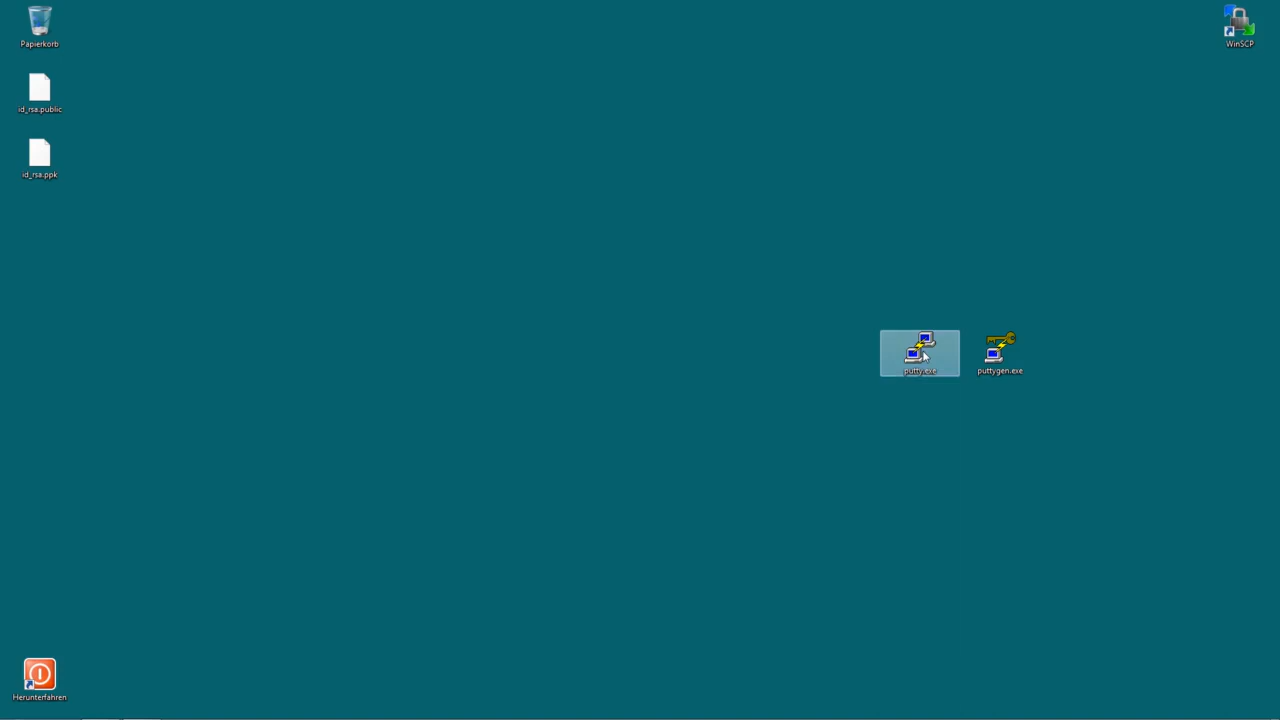 Papierkorb
WinSCP
id_rsa.public
id_rsa.ppk
putty.exe
puttygen.exe
Herunterfahren